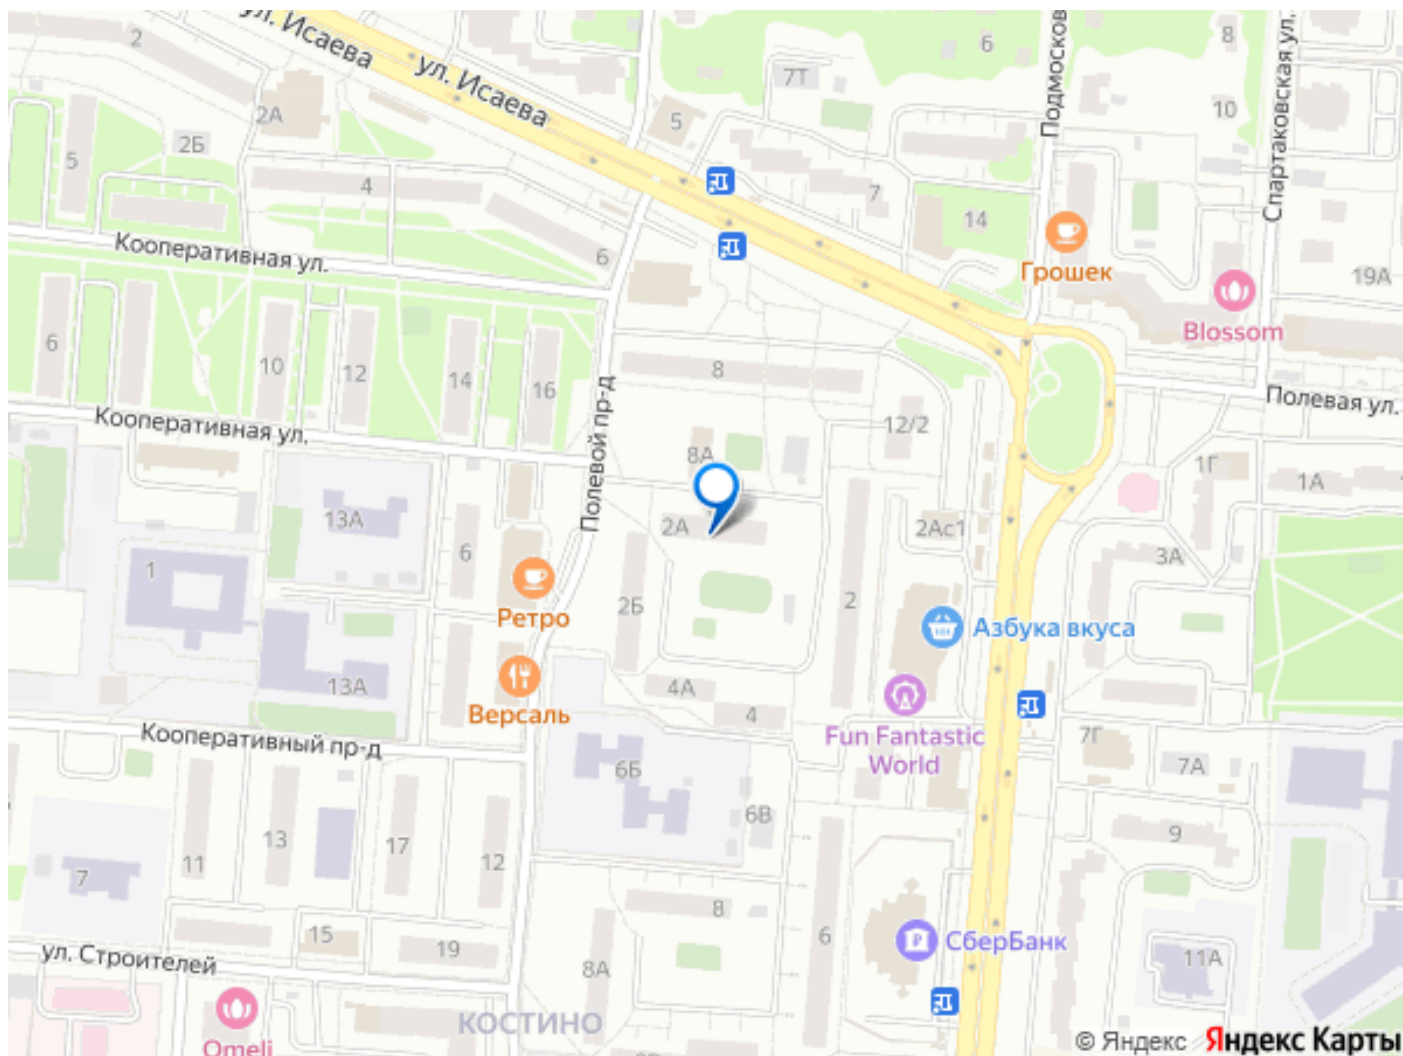 ул. Исаева
ул. Исаева
2
6
8
7Т
2А
10
5
2Б
5
4
7
14
Подмосков
Спартаковская ул.
Кооперативная ул.
6
Грошек
19А
Blossom
6
10
12
14
16
8
Полевой пр-д
Полевая ул.
Кооперативная ул.
12/2
8А
1Г
1А
13А
2А
2Ас1
6
3А
1
2Б
2
Ретро
Азбука вкуса
13А
4А
Версаль
4
Fun Fantastic
World
Кооперативный пр-д
7Г
6Б
7А
6В
11
13
17
12
9
7
8
15
19
6
СберБанк
ул. Строителей
8А
11А
КОСТИНО
Omeli
© Яндекс Яндекс Карты